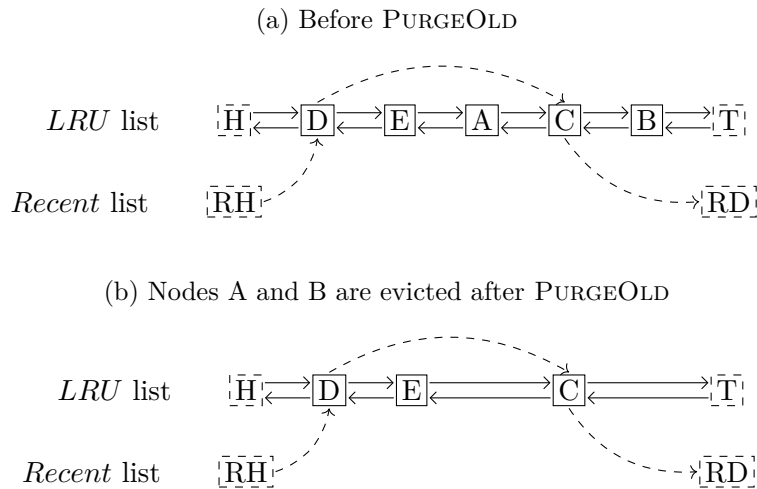 (a) Before PURGEOLD
LRU list H D E A C B T
Recent list RH RD
(b) Nodes A and B are evicted after PURGEOLD
LRU list H D E C T
Recent list RH RD